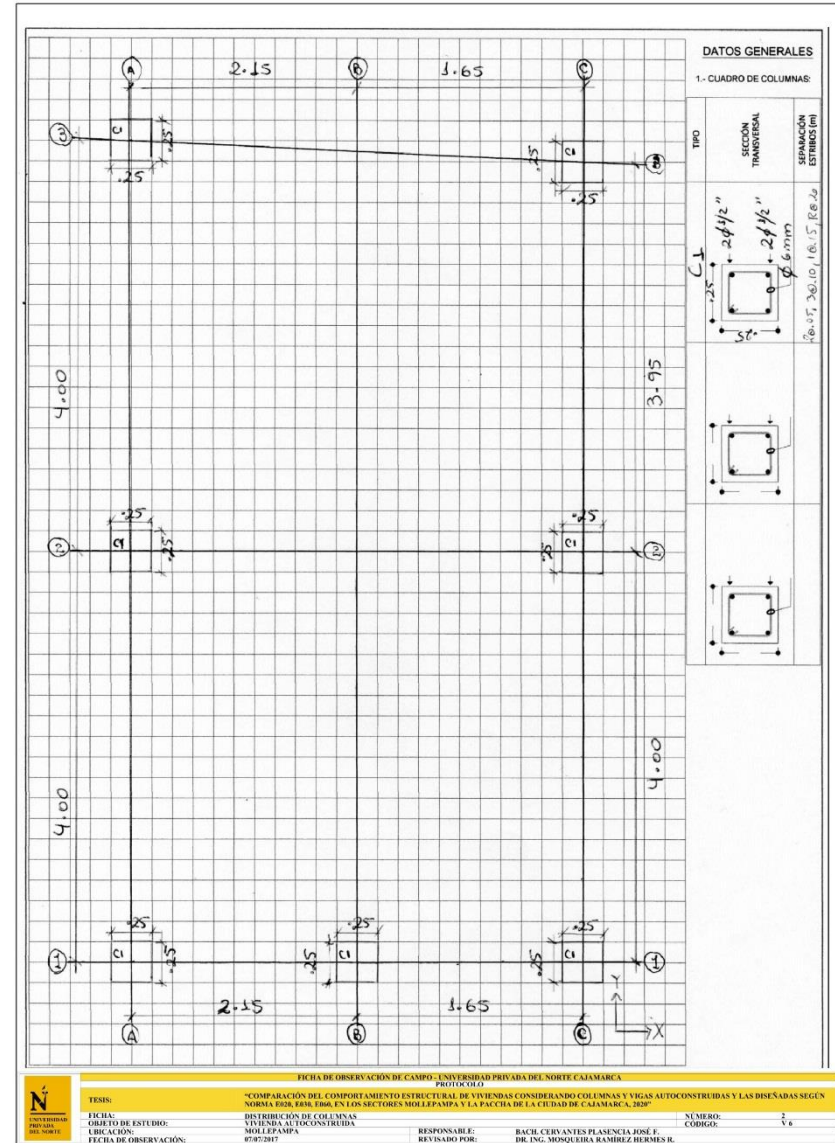 A 2.15 B 1.65 C
3 C .25 .25
.25 C1 .25 3
4.00 3.95
.25 .25
2 C1 .25 .25 C1 2
4.00 4.00
.25 .25 .25
1 C1 .25 .25 C1 .25 C1 1
2.15 1.65
A B C
Y
X
DATOS GENERALES
1.- CUADRO DE COLUMNAS:
TIPO
SECCIÓN TRANSVERSAL
SEPARACIÓN ESTRIBOS (m)
C1
.25
.25
2φ1/2"
2φ1/2"
φ6mm
1@.05, 3@.10, 1@.15, R@.20
N
UNIVERSIDAD
PRIVADA
DEL NORTE
FICHA DE OBSERVACIÓN DE CAMPO - UNIVERSIDAD PRIVADA DEL NORTE CAJAMARCA
PROTOCOLO
TESIS: "COMPARACIÓN DEL COMPORTAMIENTO ESTRUCTURAL DE VIVIENDAS CONSIDERANDO COLUMNAS Y VIGAS AUTOCONSTRUIDAS Y LAS DISEÑADAS SEGÚN
NORMA E020, E030, E060, EN LOS SECTORES MOLLEPAMPA Y LA PACCHA DE LA CIUDAD DE CAJAMARCA, 2020"
FICHA: DISTRIBUCIÓN DE COLUMNAS NÚMERO: 2
OBJETO DE ESTUDIO: VIVIENDA AUTOCONSTRUIDA CÓDIGO: V 6
UBICACIÓN: MOLLEPAMPA RESPONSABLE: BACH. CERVANTES PLASENCIA JOSÉ F.
FECHA DE OBSERVACIÓN: 07/07/2017 REVISADO POR: DR. ING. MOSQUEIRA RAMÍREZ HERMES R.